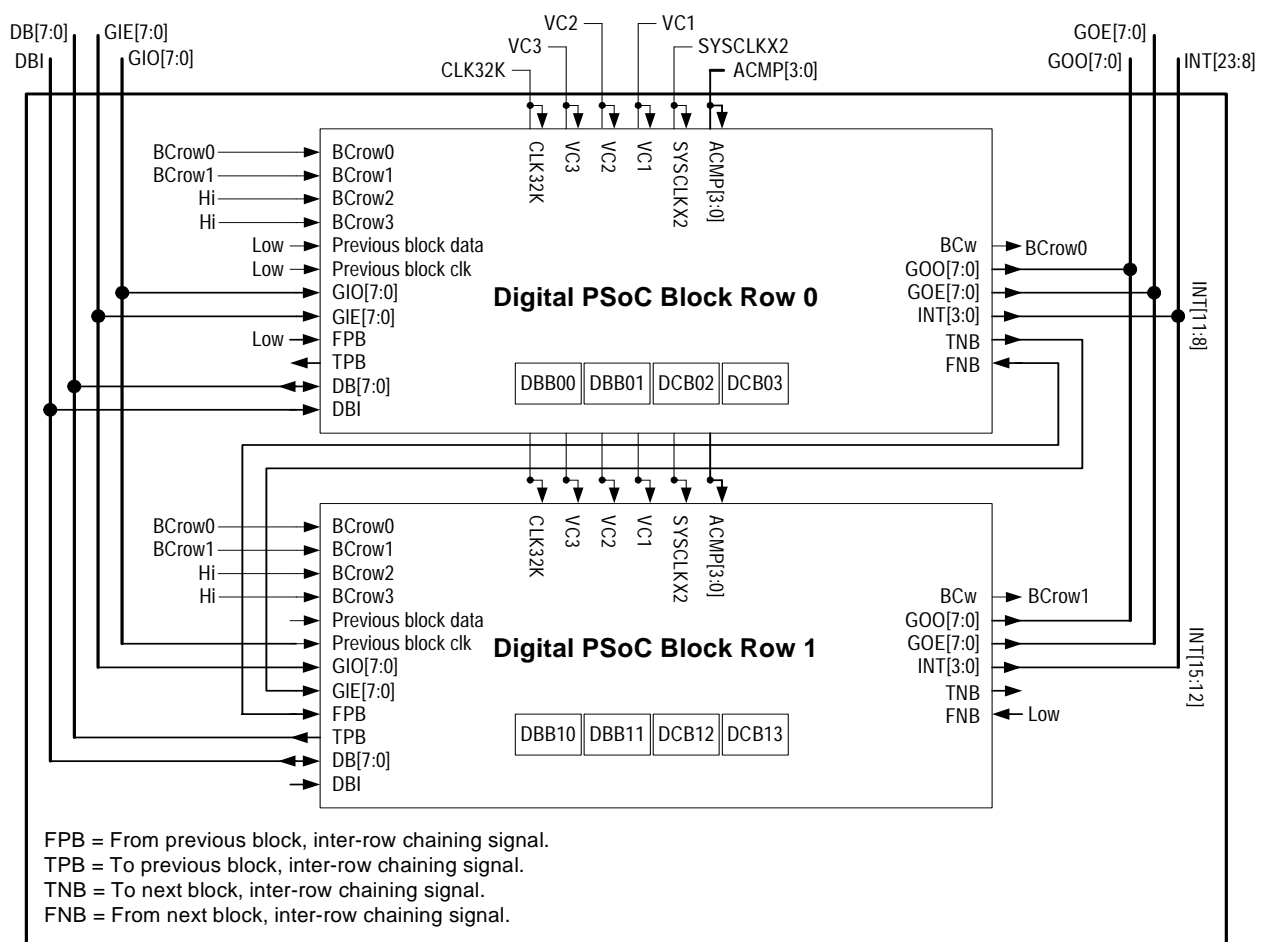 DB[7:0]
GIE[7:0]
DBI
GIO[7:0]
VC2
VC1
VC3
SYSCLKX2
CLK32K
ACMP[3:0]
GOE[7:0]
GOO[7:0]
INT[23:8]
CLK32K
VC3
VC2
VC1
SYSCLKX2
ACMP[3:0]
BCrow0 BCrow0
BCrow1 BCrow1
Hi BCrow2
Hi BCrow3
Low Previous block data
Low Previous block clk
GIO[7:0]
GIE[7:0]
Low FPB
TPB
DB[7:0]
DBI
Digital PSoC Block Row 0
DBB00 DBB01 DCB02 DCB03
BCw BCrow0
GOO[7:0]
GOE[7:0]
INT[3:0]
TNB
FNB
INT[11:8]
CLK32K
VC3
VC2
VC1
SYSCLKX2
ACMP[3:0]
BCrow0 BCrow0
BCrow1 BCrow1
Hi BCrow2
Hi BCrow3
Previous block data
Previous block clk
GIO[7:0]
GIE[7:0]
FPB
TPB
DB[7:0]
DBI
Digital PSoC Block Row 1
DBB10 DBB11 DCB12 DCB13
BCw BCrow1
GOO[7:0]
GOE[7:0]
INT[3:0]
TNB
FNB Low
INT[15:12]
FPB = From previous block, inter-row chaining signal.
TPB = To previous block, inter-row chaining signal.
TNB = To next block, inter-row chaining signal.
FNB = From next block, inter-row chaining signal.